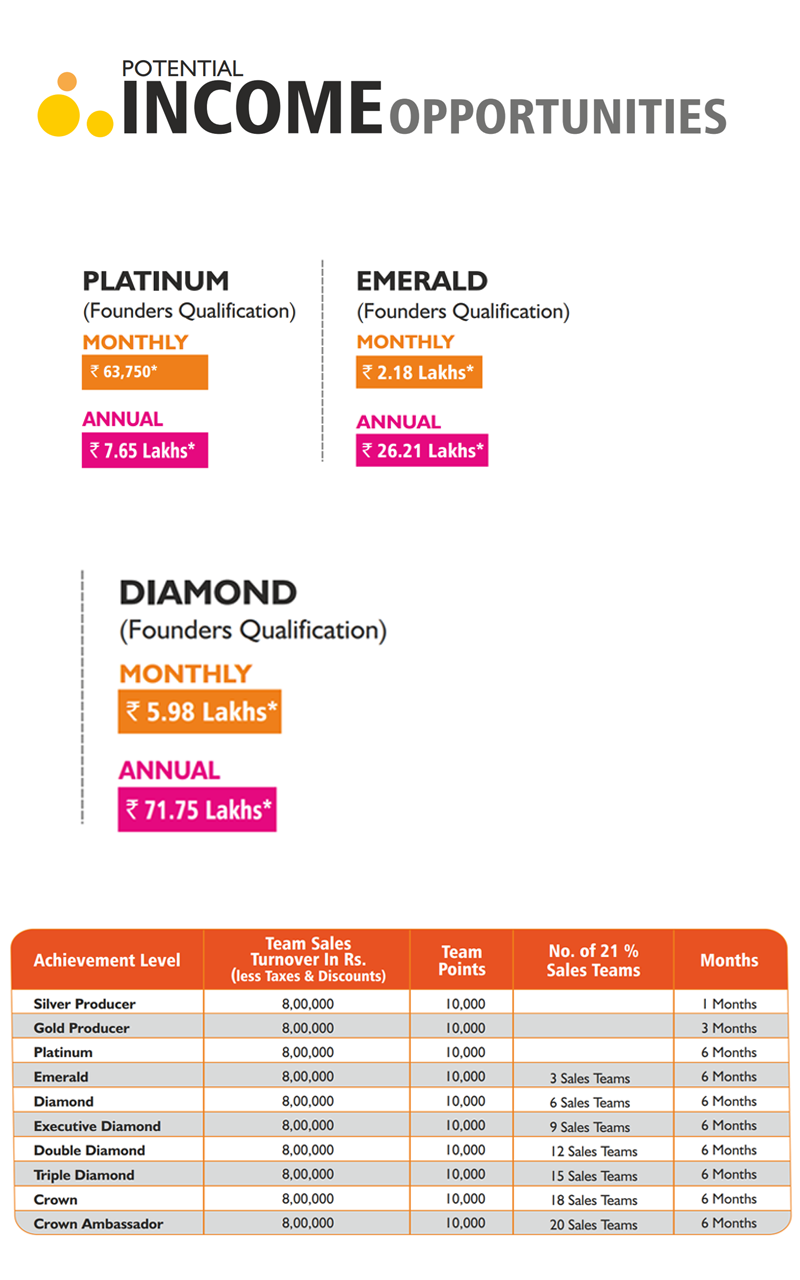 POTENTIAL
INCOME OPPORTUNITIES
PLATINUM
(Founders Qualification)
MONTHLY
₹ 63,750*
ANNUAL
₹ 7.65 Lakhs*
EMERALD
(Founders Qualification)
MONTHLY
₹ 2.18 Lakhs*
ANNUAL
₹ 26.21 Lakhs*
DIAMOND
(Founders Qualification)
MONTHLY
₹ 5.98 Lakhs*
ANNUAL
₹ 71.75 Lakhs*
Achievement Level
Team Sales
Turnover In Rs.
(less Taxes & Discounts)
Team
Points
No. of 21 %
Sales Teams
Months
Silver Producer 8,00,000 10,000 1 Months
Gold Producer 8,00,000 10,000 3 Months
Platinum 8,00,000 10,000 6 Months
Emerald 8,00,000 10,000 3 Sales Teams 6 Months
Diamond 8,00,000 10,000 6 Sales Teams 6 Months
Executive Diamond 8,00,000 10,000 9 Sales Teams 6 Months
Double Diamond 8,00,000 10,000 12 Sales Teams 6 Months
Triple Diamond 8,00,000 10,000 15 Sales Teams 6 Months
Crown 8,00,000 10,000 18 Sales Teams 6 Months
Crown Ambassador 8,00,000 10,000 20 Sales Teams 6 Months